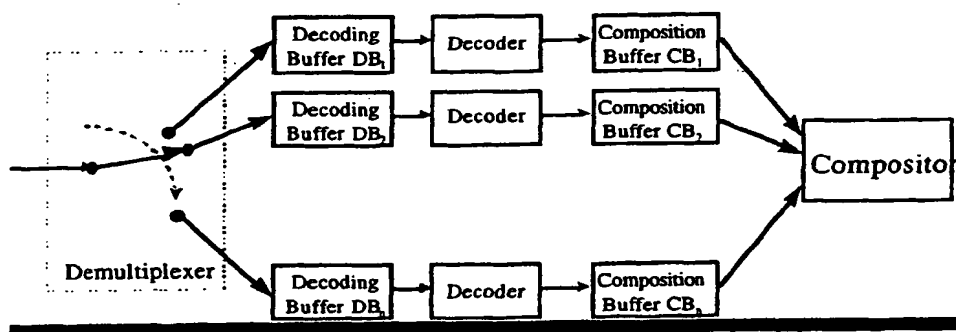 Decoding
Buffer DB₁
Decoder
Composition
Buffer CB₁
Decoding
Buffer DB₂
Decoder
Composition
Buffer CB₂
Compositor
Demultiplexer
Decoding
Buffer DBₙ
Decoder
Composition
Buffer CBₙ